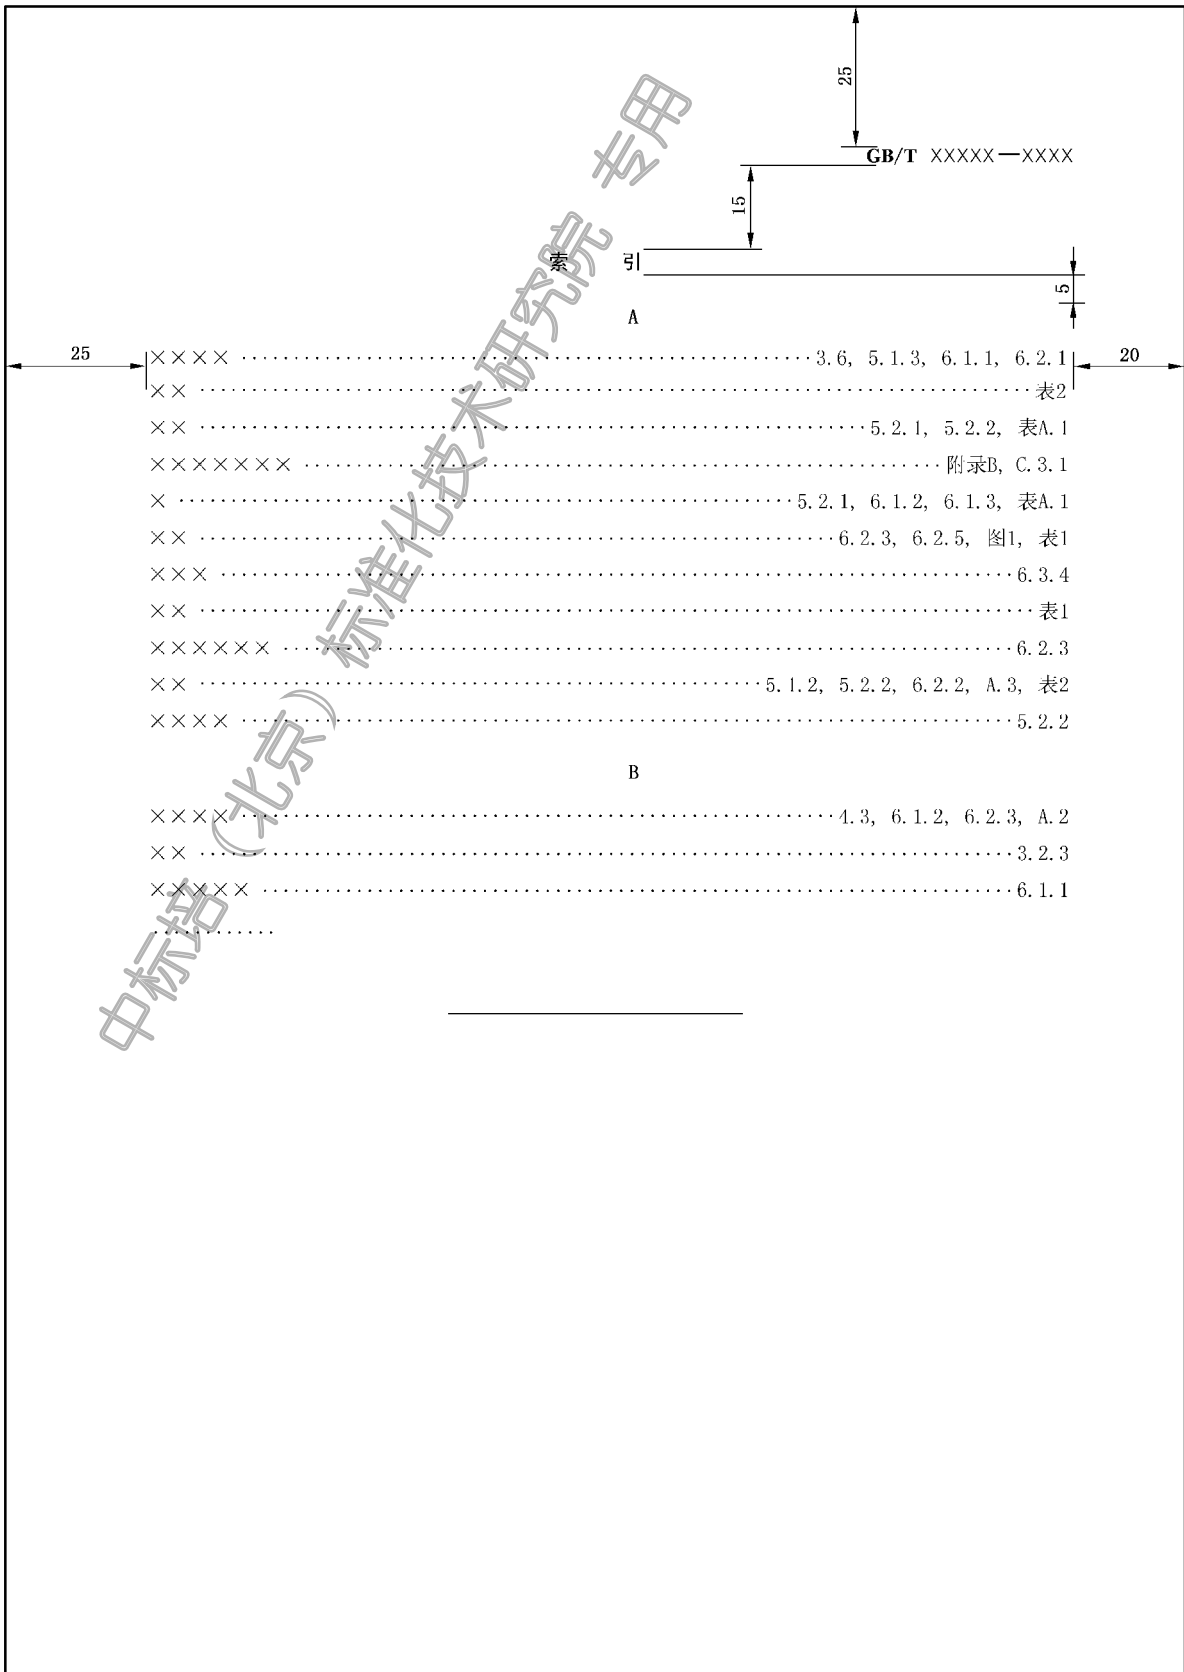 25
GB/T ×××××—××××
15
索 引
5
A
25
×××× ························ 3.6, 5.1.3, 6.1.1, 6.2.1
20
×× ························ 表2
×× ························ 5.2.1, 5.2.2, 表A.1
××××××× ························ 附录B, C.3.1
× ························ 5.2.1, 6.1.2, 6.1.3, 表A.1
×× ························ 6.2.3, 6.2.5, 图1, 表1
××× ························ 6.3.4
×× ························ 表1
×××××× ························ 6.2.3
×× ························ 5.1.2, 5.2.2, 6.2.2, A.3, 表2
×××× ························ 5.2.2
B
×××× ························ 4.3, 6.1.2, 6.2.3, A.2
×× ························ 3.2.3
××××× ························ 6.1.1
············
中标培（北京）标准化技术研究院 专用